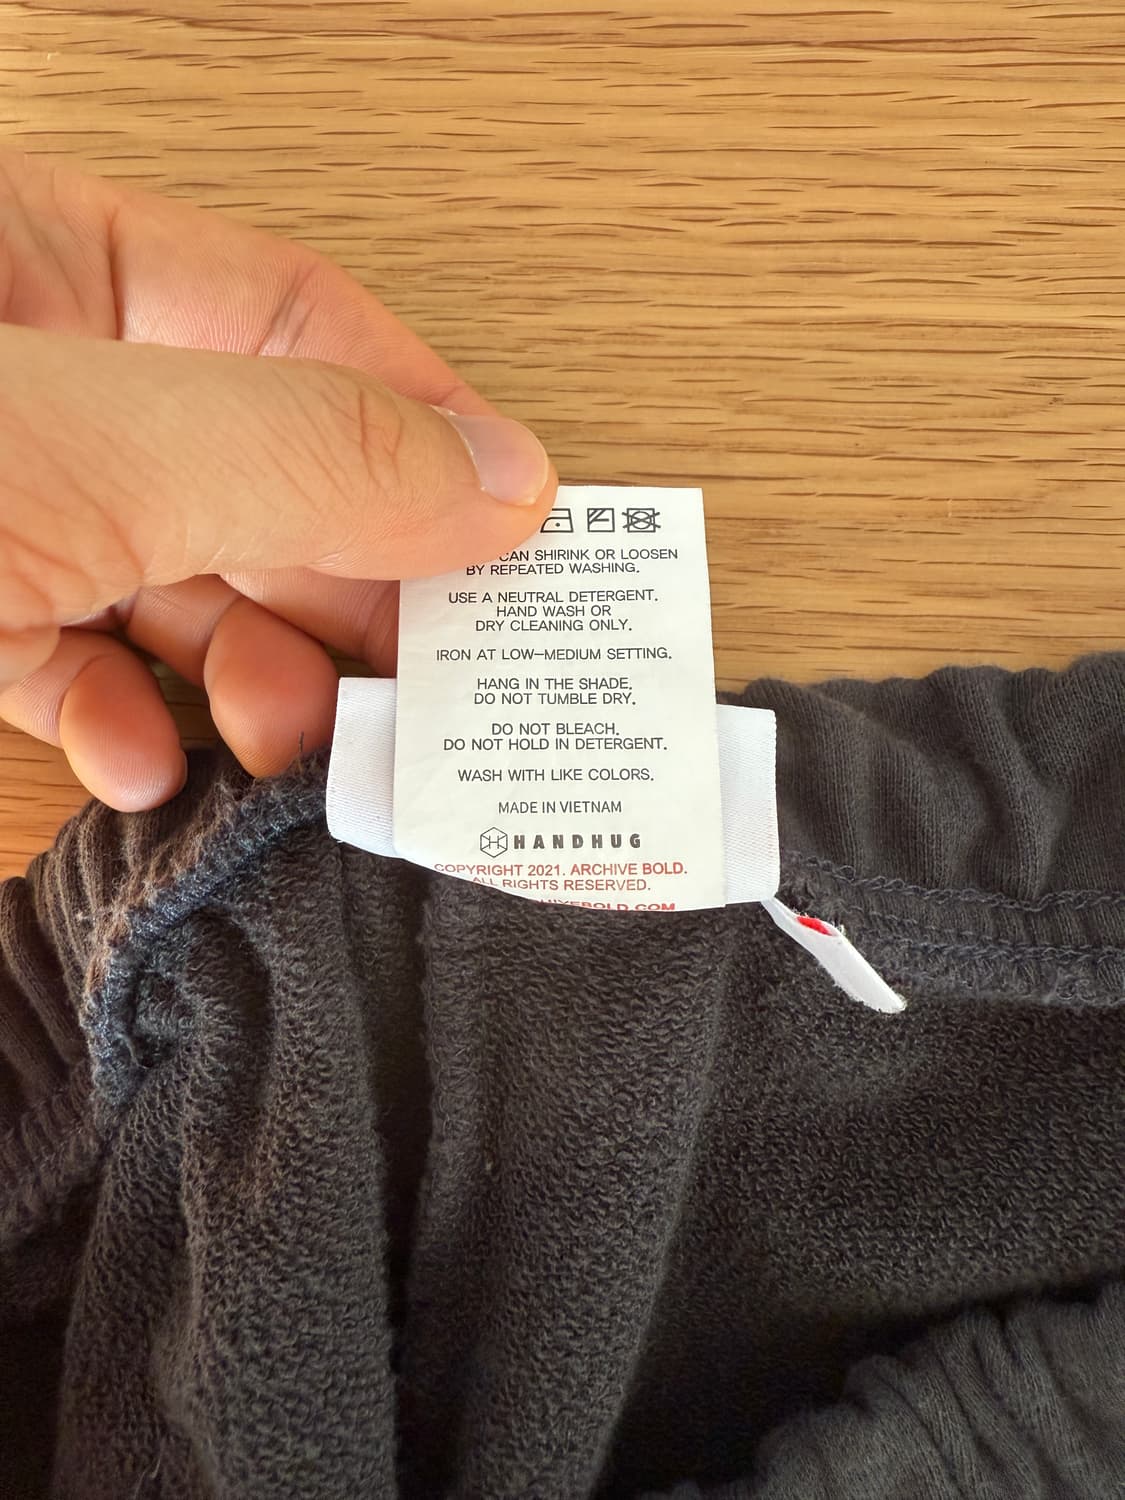 CAN SHIRINK OR LOOSEN
BY REPEATED WASHING.
USE A NEUTRAL DETERGENT.
HAND WASH OR
DRY CLEANING ONLY.
IRON AT LOW–MEDIUM SETTING.
HANG IN THE SHADE.
DO NOT TUMBLE DRY.
DO NOT BLEACH.
DO NOT HOLD IN DETERGENT.
WASH WITH LIKE COLORS.
MADE IN VIETNAM
HANDHUG
COPYRIGHT 2021. ARCHIVE BOLD.
ALL RIGHTS RESERVED.